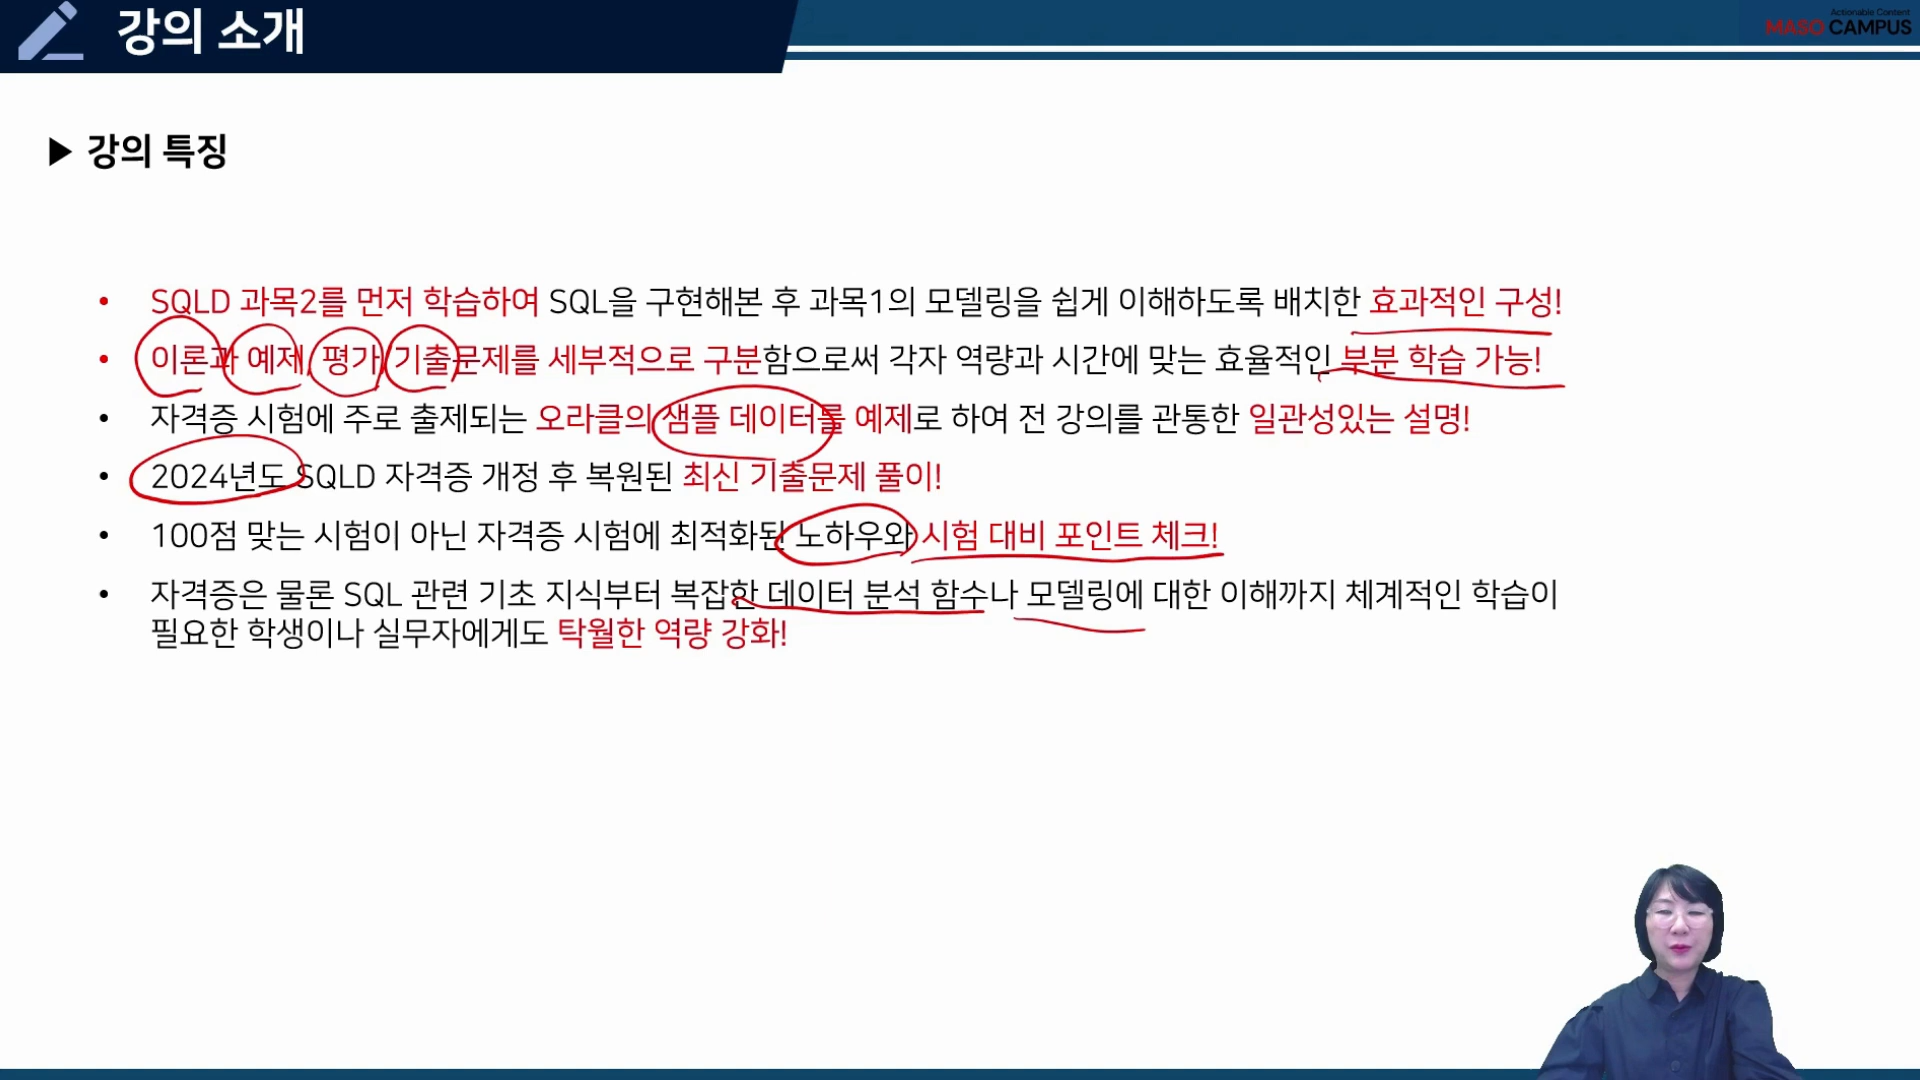 강의 소개
Actionable Content
MASO CAMPUS
▶ 강의 특징
• SQLD 과목2를 먼저 학습하여 SQL을 구현해본 후 과목1의 모델링을 쉽게 이해하도록 배치한 효과적인 구성!
• 이론과 예제, 평가, 기출문제를 세부적으로 구분함으로써 각자 역량과 시간에 맞는 효율적인 부분 학습 가능!
• 자격증 시험에 주로 출제되는 오라클의 샘플 데이터를 예제로 하여 전 강의를 관통한 일관성있는 설명!
• 2024년도 SQLD 자격증 개정 후 복원된 최신 기출문제 풀이!
• 100점 맞는 시험이 아닌 자격증 시험에 최적화된 노하우와 시험 대비 포인트 체크!
• 자격증은 물론 SQL 관련 기초 지식부터 복잡한 데이터 분석 함수나 모델링에 대한 이해까지 체계적인 학습이
필요한 학생이나 실무자에게도 탁월한 역량 강화!